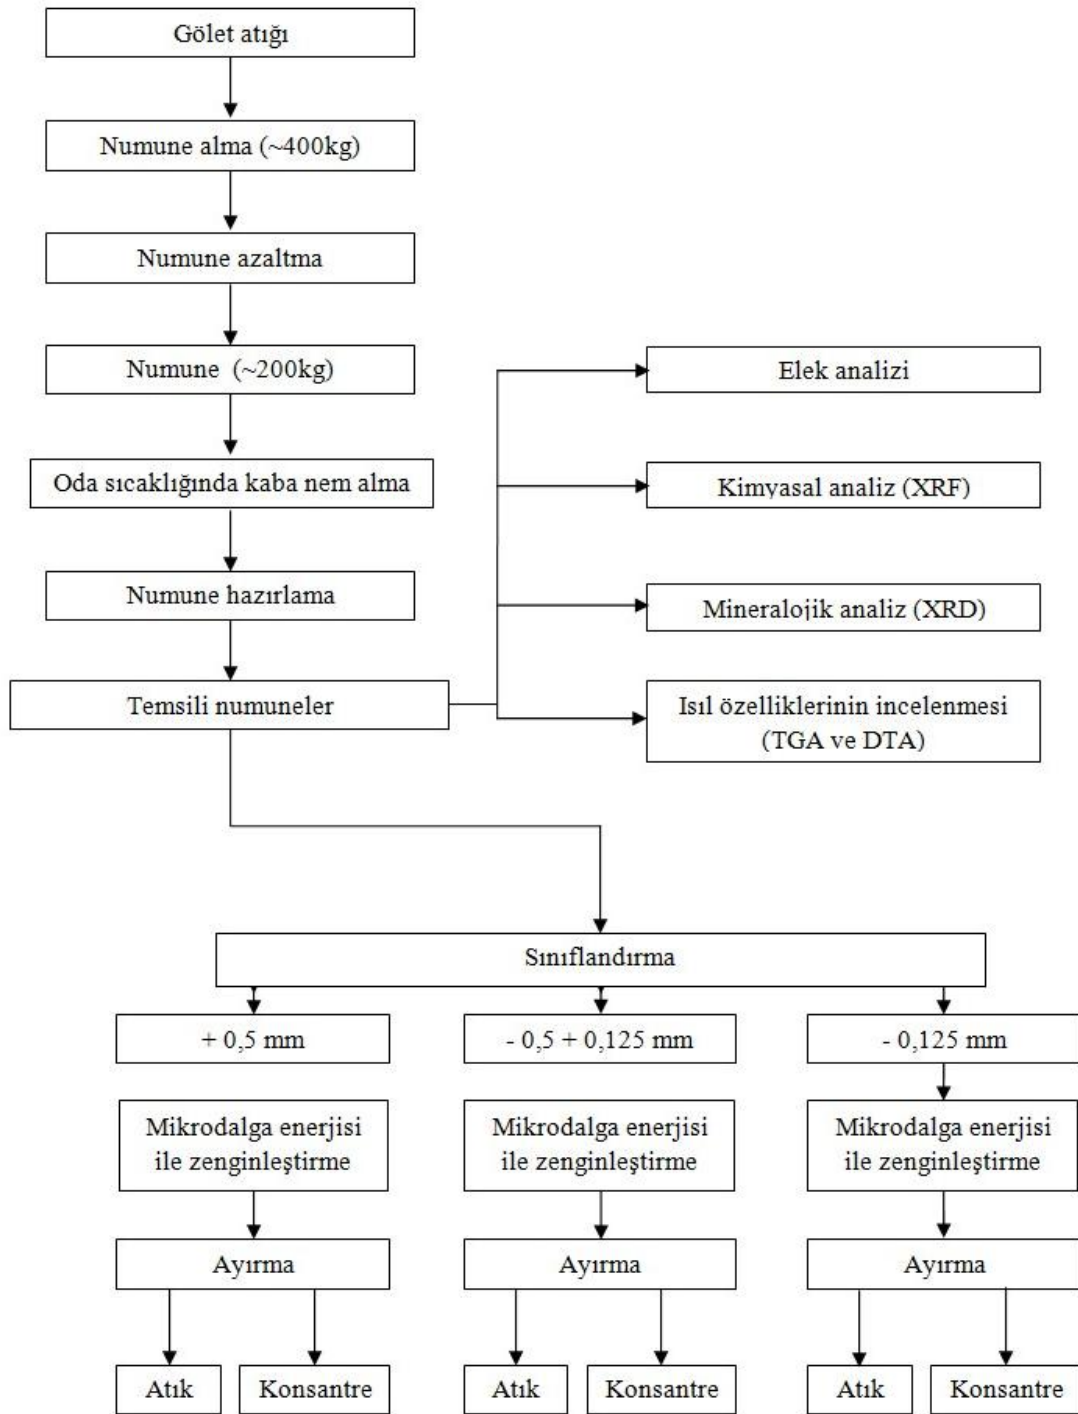 Gölet atığı
Numune alma (~400kg)
Numune azaltma
Numune (~200kg)
Oda sıcaklığında kaba nem alma
Numune hazırlama
Temsili numuneler
Elek analizi
Kimyasal analiz (XRF)
Mineralojik analiz (XRD)
Isıl özelliklerinin incelenmesi
(TGA ve DTA)
Sınıflandırma
+ 0,5 mm
- 0,5 + 0,125 mm
- 0,125 mm
Mikrodalga enerjisi
ile zenginleştirme
Mikrodalga enerjisi
ile zenginleştirme
Mikrodalga enerjisi
ile zenginleştirme
Ayırma
Ayırma
Ayırma
Atık
Konsantre
Atık
Konsantre
Atık
Konsantre